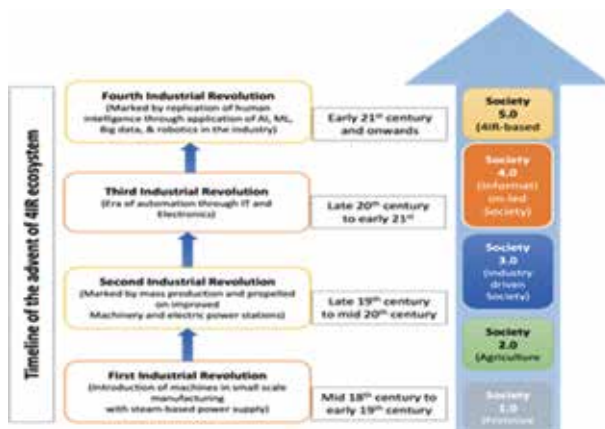 Timeline of the advent of 4IR ecosystem
Fourth Industrial Revolution
(Marked by replication of human
intelligence through application of AI, ML,
Big data, & robotics in the industry)
Early 21st century
and onwards
Third Industrial Revolution
(Era of automation through IT and
Electronics)
Late 20th century
to early 21st
Second Industrial Revolution
(Marked by mass production and propelled
on improved
Machinery and electric power stations)
Late 19th century
to mid 20th century
First Industrial Revolution
(Introduction of machines in small scale
manufacturing
with steam-based power supply)
Mid 18th century to
early 19th century
Society
5.0
(4IR-based
Society
4.0
(Informati
on-led
Society)
Society
3.0
(Industry
driven
Society)
Society
2.0
(Agriculture
Society
1.0
(Primitive